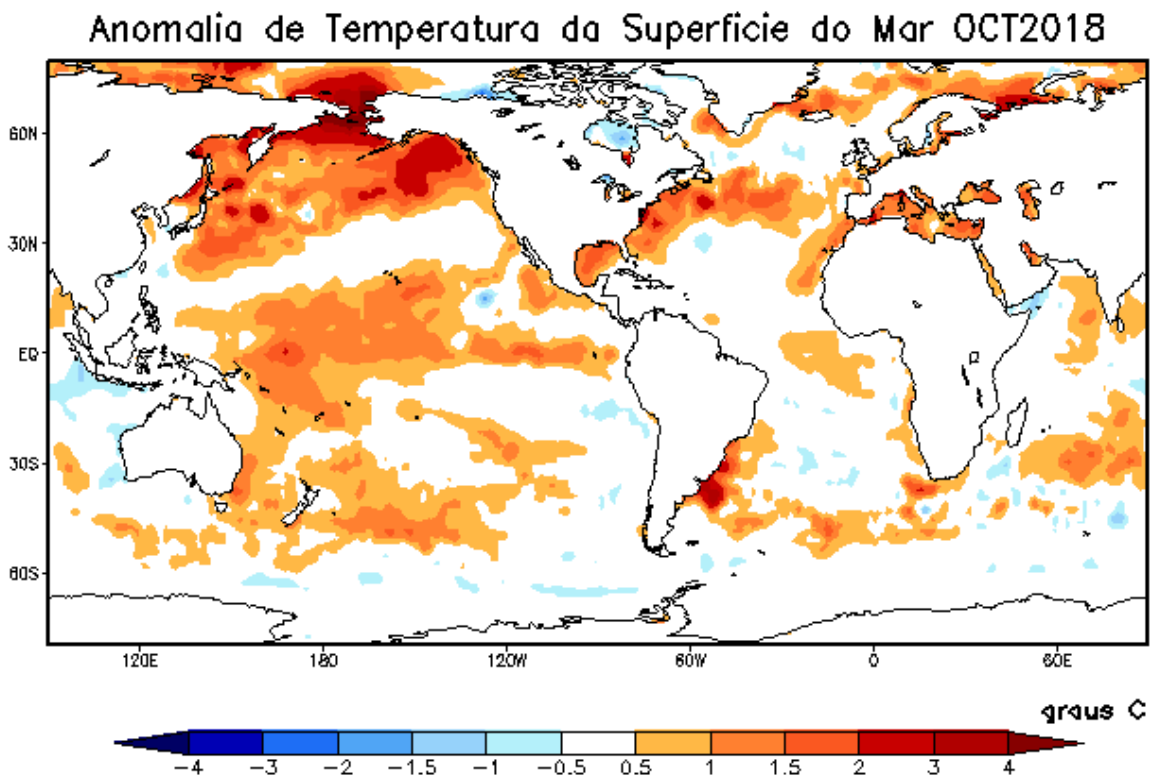 Anomalia de Temperatura da Superficie do Mar OCT2018
60N
30N
EQ
30S
60S
120E 180 120W 60W 0 60E
graus C
-4 -3 -2 -1.5 -1 -0.5 0.5 1 1.5 2 3 4